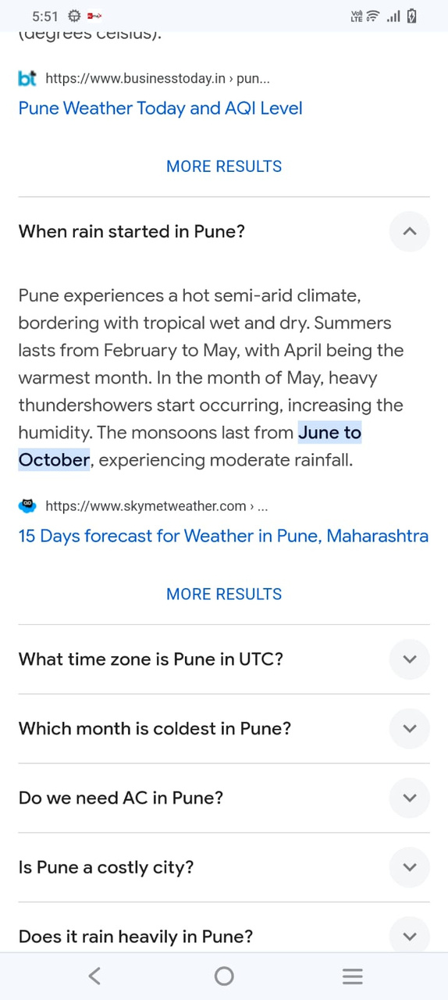 5:51
Vo))
LTE
(degrees celsius).
bt https://www.businesstoday.in › pun...
Pune Weather Today and AQI Level
MORE RESULTS
When rain started in Pune?
Pune experiences a hot semi-arid climate,
bordering with tropical wet and dry. Summers
lasts from February to May, with April being the
warmest month. In the month of May, heavy
thundershowers start occurring, increasing the
humidity. The monsoons last from June to
October, experiencing moderate rainfall.
https://www.skymetweather.com › ...
15 Days forecast for Weather in Pune, Maharashtra
MORE RESULTS
What time zone is Pune in UTC?
Which month is coldest in Pune?
Do we need AC in Pune?
Is Pune a costly city?
Does it rain heavily in Pune?